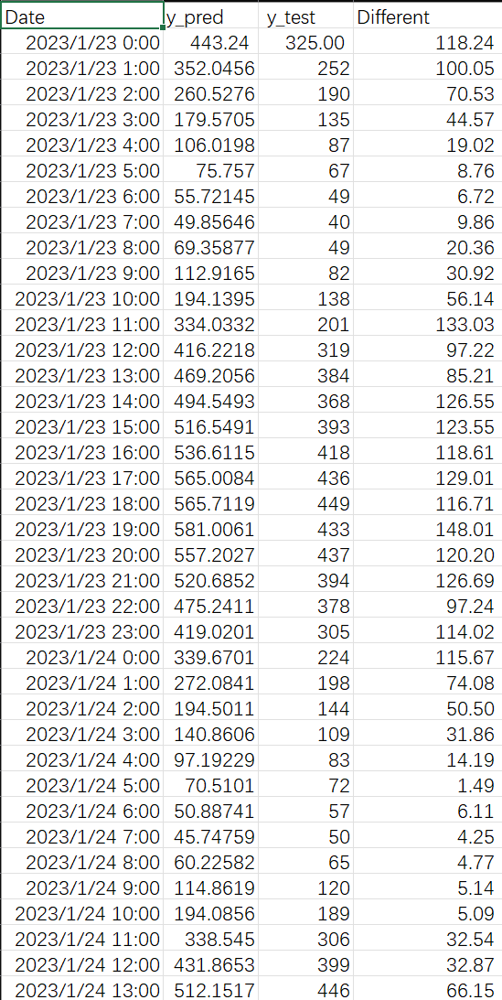 Date y_pred y_test Different
2023/1/23 0:00 443.24 325.00 118.24
2023/1/23 1:00 352.0456 252 100.05
2023/1/23 2:00 260.5276 190 70.53
2023/1/23 3:00 179.5705 135 44.57
2023/1/23 4:00 106.0198 87 19.02
2023/1/23 5:00 75.757 67 8.76
2023/1/23 6:00 55.72145 49 6.72
2023/1/23 7:00 49.85646 40 9.86
2023/1/23 8:00 69.35877 49 20.36
2023/1/23 9:00 112.9165 82 30.92
2023/1/23 10:00 194.1395 138 56.14
2023/1/23 11:00 334.0332 201 133.03
2023/1/23 12:00 416.2218 319 97.22
2023/1/23 13:00 469.2056 384 85.21
2023/1/23 14:00 494.5493 368 126.55
2023/1/23 15:00 516.5491 393 123.55
2023/1/23 16:00 536.6115 418 118.61
2023/1/23 17:00 565.0084 436 129.01
2023/1/23 18:00 565.7119 449 116.71
2023/1/23 19:00 581.0061 433 148.01
2023/1/23 20:00 557.2027 437 120.20
2023/1/23 21:00 520.6852 394 126.69
2023/1/23 22:00 475.2411 378 97.24
2023/1/23 23:00 419.0201 305 114.02
2023/1/24 0:00 339.6701 224 115.67
2023/1/24 1:00 272.0841 198 74.08
2023/1/24 2:00 194.5011 144 50.50
2023/1/24 3:00 140.8606 109 31.86
2023/1/24 4:00 97.19229 83 14.19
2023/1/24 5:00 70.5101 72 1.49
2023/1/24 6:00 50.88741 57 6.11
2023/1/24 7:00 45.74759 50 4.25
2023/1/24 8:00 60.22582 65 4.77
2023/1/24 9:00 114.8619 120 5.14
2023/1/24 10:00 194.0856 189 5.09
2023/1/24 11:00 338.545 306 32.54
2023/1/24 12:00 431.8653 399 32.87
2023/1/24 13:00 512.1517 446 66.15